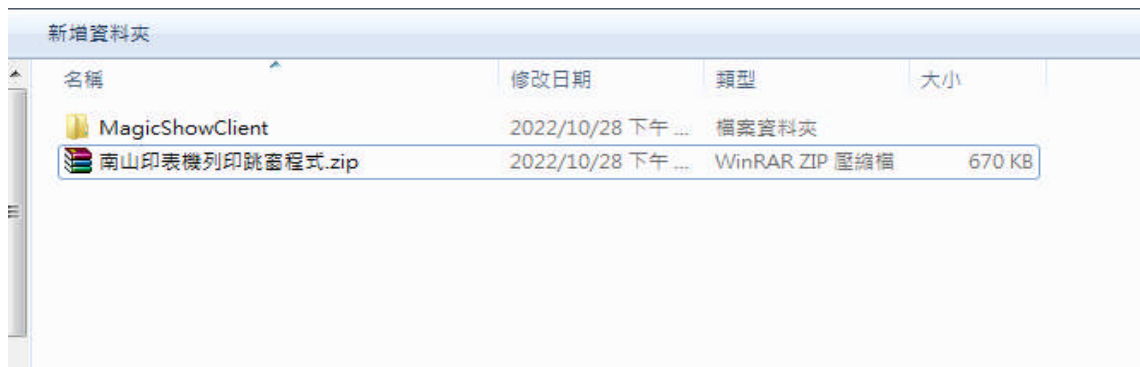 新增資料夾
名稱 修改日期 類型 大小
MagicShowClient 2022/10/28 下午 ... 檔案資料夾
南山印表機列印跳窗程式.zip 2022/10/28 下午 ... WinRAR ZIP 壓縮檔 670 KB